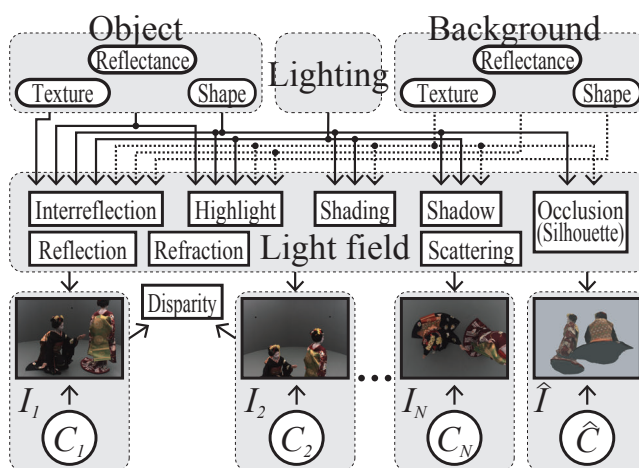 Object
Reflectance
Texture
Shape
Lighting
Background
Reflectance
Texture
Shape
Interreflection
Highlight
Shading
Shadow
Occlusion
(Silhouette)
Reflection
Refraction
Light field
Scattering
Disparity
I1
I2
IN
Î
C1
C2
CN
Ĉ